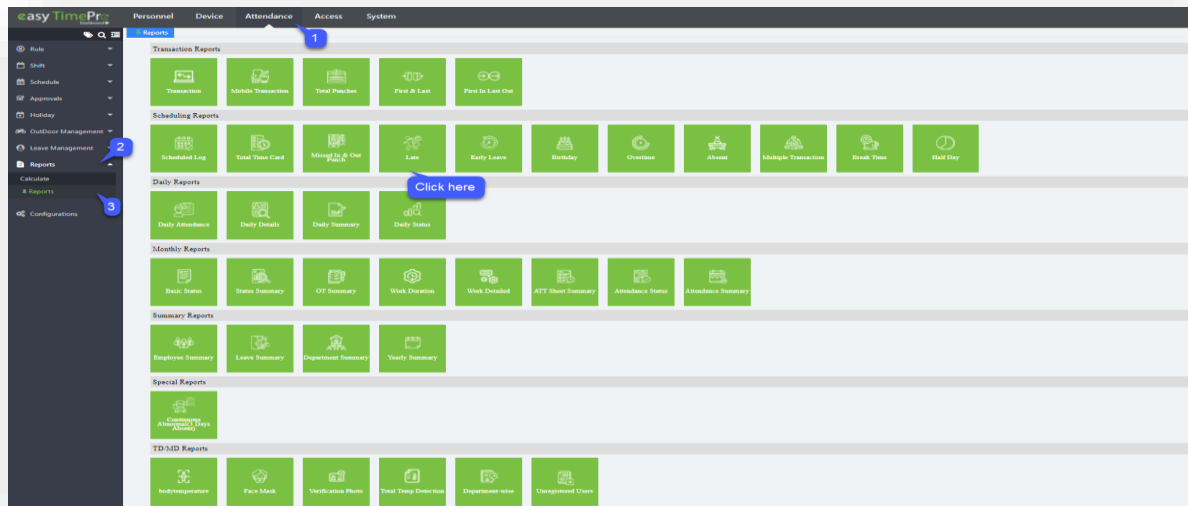 easy TimePro
Personnel Device Attendance Access System
Reports
1
Rule
Shift
Schedule
Approvals
Holiday
OutDoor Management
Leave Management
2
Reports
Calculate
Reports
3
Configurations
Transaction Reports
Transaction
Mobile Transaction
Total Punches
First & Last
First In Last Out
Scheduling Reports
Scheduled Log
Total Time Card
Missed In & Out
Punch
Late
Early Leave
Birthday
Overtime
Absent
Multiple Transaction
Break Time
Half Day
Click here
Daily Reports
Daily Attendance
Daily Details
Daily Summary
Daily Status
Monthly Reports
Basic Status
Status Summary
OT Summary
Work Duration
Work Detailed
ATT Sheet Summary
Attendance Status
Attendance Summary
Summary Reports
Employee Summary
Leave Summary
Department Summary
Yearly Summary
Special Reports
Continuous
Abnormal(3 Days
Absent)
TD/MD Reports
bodytemperature
Face Mask
Verification Photo
Total Temp Detection
Department-wise
Unregistered Users